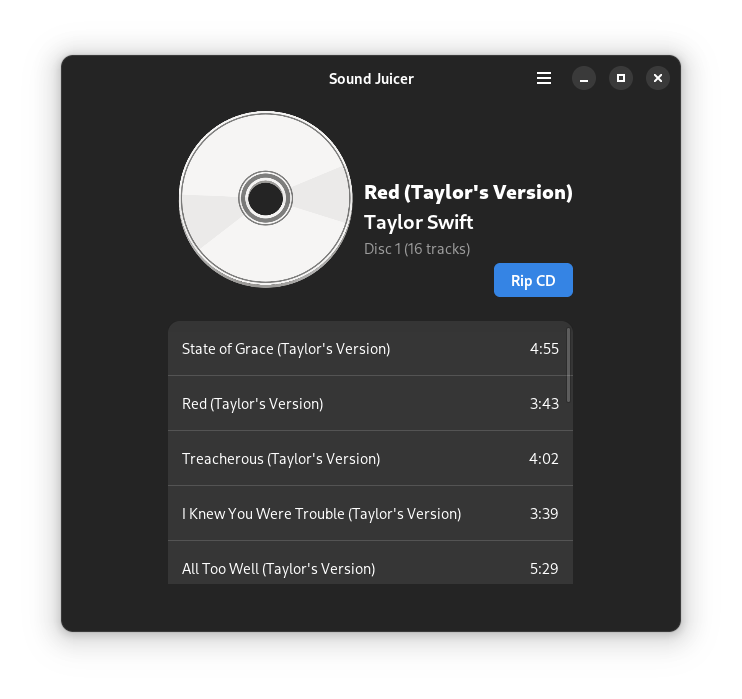 Sound Juicer
Red (Taylor's Version)
Taylor Swift
Disc 1 (16 tracks)
Rip CD
State of Grace (Taylor's Version) 4:55
Red (Taylor's Version) 3:43
Treacherous (Taylor's Version) 4:02
I Knew You Were Trouble (Taylor's Version) 3:39
All Too Well (Taylor's Version) 5:29